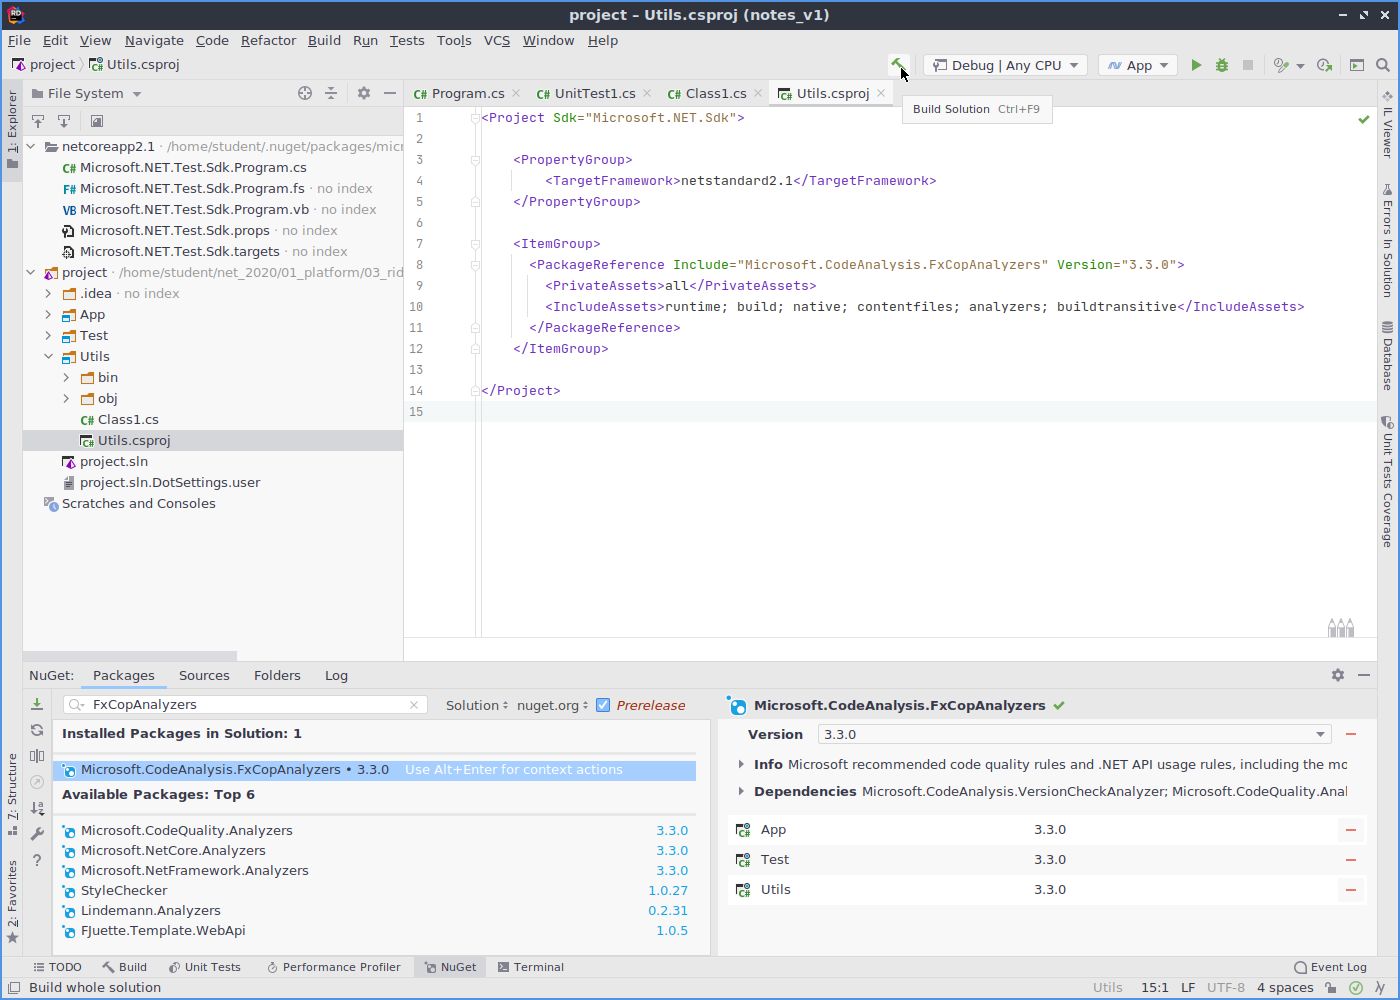 project – Utils.csproj (notes_v1)
File Edit View Navigate Code Refactor Build Run Tests Tools VCS Window Help
project Utils.csproj
Debug | Any CPU
App
1: Explorer
File System
Program.cs UnitTest1.cs Class1.cs Utils.csproj
Build Solution Ctrl+F9
netcoreapp2.1 · /home/student/.nuget/packages/micr
C# Microsoft.NET.Test.Sdk.Program.cs
F# Microsoft.NET.Test.Sdk.Program.fs · no index
VB Microsoft.NET.Test.Sdk.Program.vb · no index
Microsoft.NET.Test.Sdk.props · no index
Microsoft.NET.Test.Sdk.targets · no index
project · /home/student/net_2020/01_platform/03_rid
.idea · no index
App
Test
Utils
bin
obj
C# Class1.cs
Utils.csproj
project.sln
project.sln.DotSettings.user
Scratches and Consoles
1 <Project Sdk="Microsoft.NET.Sdk">
2
3 <PropertyGroup>
4 <TargetFramework>netstandard2.1</TargetFramework>
5 </PropertyGroup>
6
7 <ItemGroup>
8 <PackageReference Include="Microsoft.CodeAnalysis.FxCopAnalyzers" Version="3.3.0">
9 <PrivateAssets>all</PrivateAssets>
10 <IncludeAssets>runtime; build; native; contentfiles; analyzers; buildtransitive</IncludeAssets>
11 </PackageReference>
12 </ItemGroup>
13
14 </Project>
15
IL Viewer
Errors In Solution
Database
Unit Tests Coverage
NuGet: Packages Sources Folders Log
FxCopAnalyzers
Solution nuget.org Prerelease
Installed Packages in Solution: 1
Microsoft.CodeAnalysis.FxCopAnalyzers • 3.3.0 Use Alt+Enter for context actions
Available Packages: Top 6
Microsoft.CodeQuality.Analyzers 3.3.0
Microsoft.NetCore.Analyzers 3.3.0
Microsoft.NetFramework.Analyzers 3.3.0
StyleChecker 1.0.27
Lindemann.Analyzers 0.2.31
FJuette.Template.WebApi 1.0.5
Microsoft.CodeAnalysis.FxCopAnalyzers
Version 3.3.0
Info Microsoft recommended code quality rules and .NET API usage rules, including the mo
Dependencies Microsoft.CodeAnalysis.VersionCheckAnalyzer; Microsoft.CodeQuality.Anal
App 3.3.0
Test 3.3.0
Utils 3.3.0
7: Structure
2: Favorites
TODO Build Unit Tests Performance Profiler NuGet Terminal Event Log
Build whole solution
Utils 15:1 LF UTF-8 4 spaces